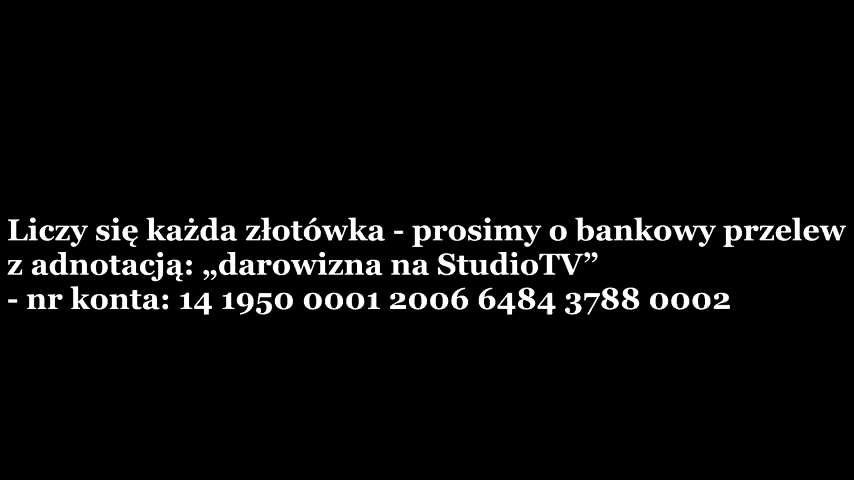 Liczy się każda złotówka - prosimy o bankowy przelew
z adnotacją: „darowizna na StudioTV”
- nr konta: 14 1950 0001 2006 6484 3788 0002